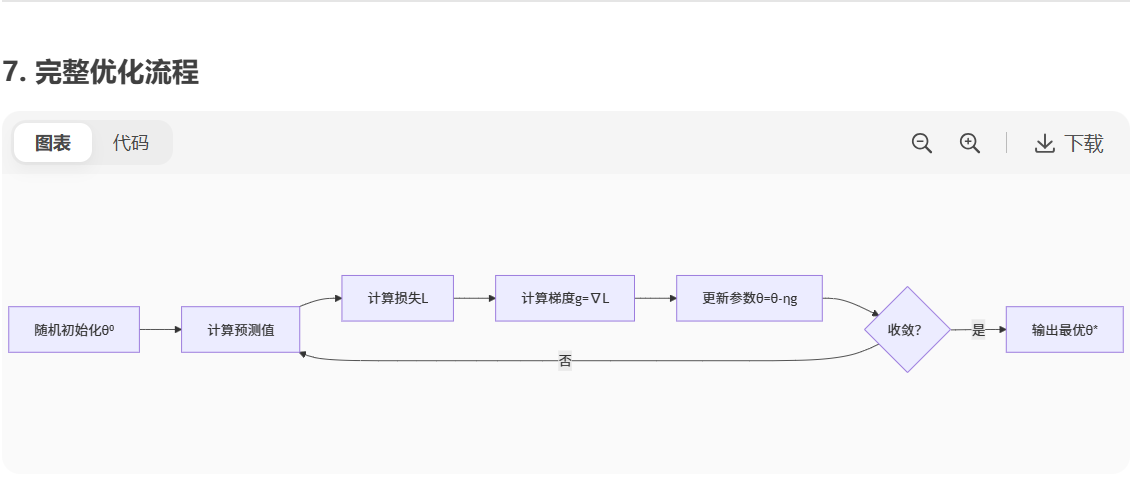 7. 完整优化流程
图表
代码
下载
随机初始化θ⁰
计算预测值
计算损失L
计算梯度g=∇L
更新参数θ=θ-ηg
收敛？
否
是
输出最优θ*